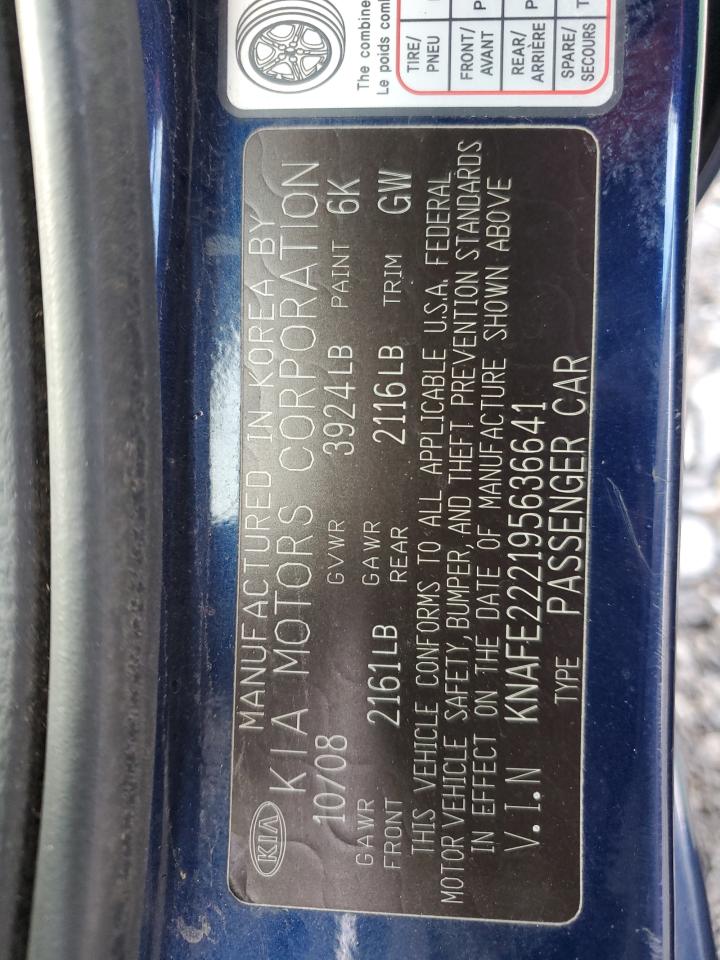 The combine
Le poids com
TIRE/
PNEU
FRONT/ P
AVANT
REAR/ P
ARRIÈRE
SPARE/ T
SECOURS
MANUFACTURED IN KOREA BY
KIA KIA MOTORS CORPORATION
10/08 GVWR 3924LB PAINT 6K
GAWR FRONT 2161LB GAWR REAR 2116LB TRIM GW
THIS VEHICLE CONFORMS TO ALL APPLICABLE U.S.A. FEDERAL
MOTOR VEHICLE SAFETY, BUMPER, AND THEFT PREVENTION STANDARDS
IN EFFECT ON THE DATE OF MANUFACTURE SHOWN ABOVE
V.I.N KNAFE222195636641
TYPE PASSENGER CAR